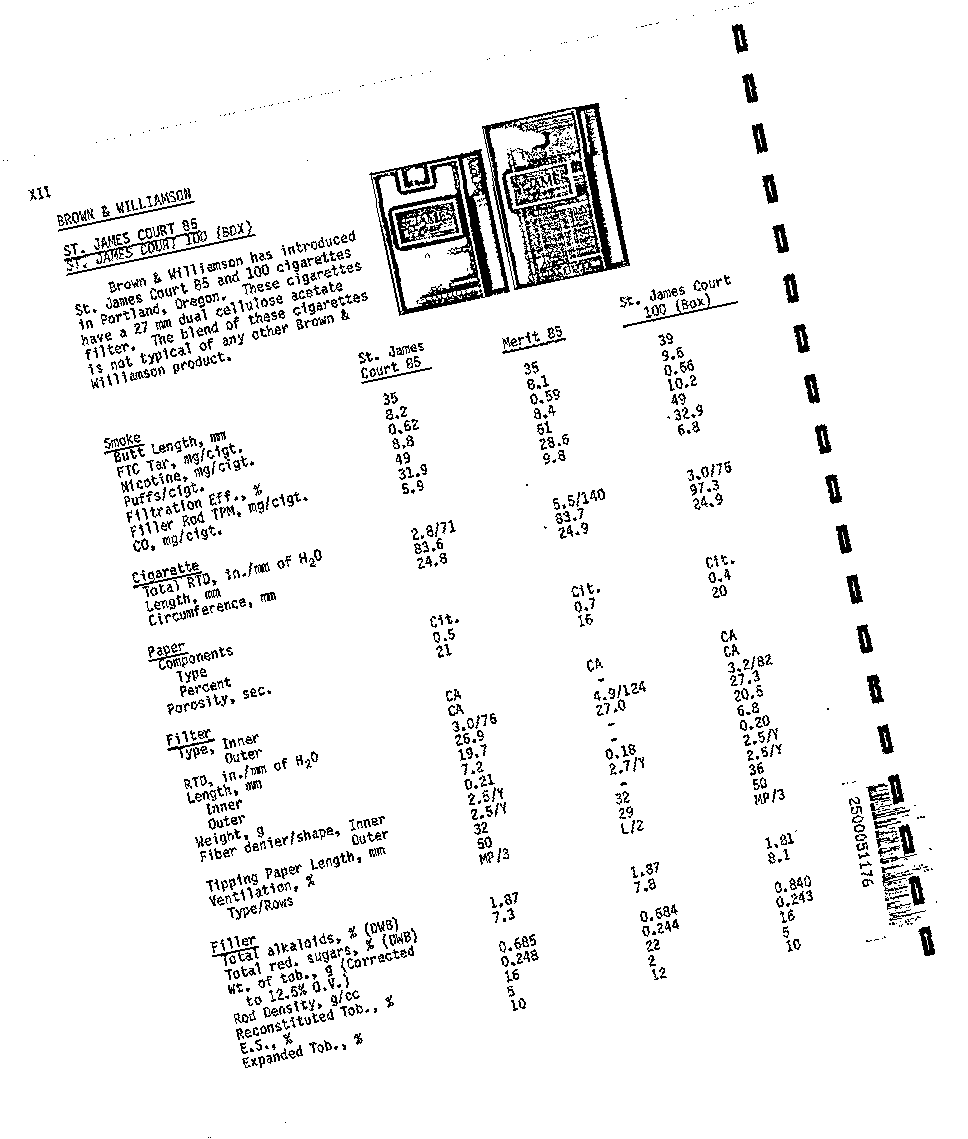 XII
BROWN & WILLIAMSON
ST. JAMES COURT 85
ST. JAMES COURT 100 (BOX)
Brown & Williamson has introduced
St. James Court 85 and 100 cigarettes
in Portland, Oregon. These cigarettes
have a 27 mm dual cellulose acetate
filter. The blend of these cigarettes
is not typical of any other Brown &
Williamson product.
St. James Court 85 Merit 85 St. James Court 100 (Box)
Smoke
Butt Length, mm 35 35 39
FTC Tar, mg/cigt. 8.2 8.1 9.6
Nicotine, mg/cigt. 0.62 0.59 0.66
Puffs/cigt. 8.8 8.4 10.2
Filtration Eff., % 49 61 49
Filler Rod TPM, mg/cigt. 31.9 28.6 32.9
CO, mg/cigt. 5.9 9.8 6.8
Cigarette
Total RTD, in./mm of H2O 2.8/71 5.5/140 3.0/76
Length, mm 83.6 83.7 97.3
Circumference, mm 24.8 24.9 24.9
Paper
Components
Type Cit. Cit. Cit.
Percent 0.5 0.7 0.4
Porosity, sec. 21 16 20
Filter
Type, Inner CA CA CA
Outer CA - CA
RTD, in./mm of H2O 3.0/76 4.9/124 3.2/82
Length, mm 26.9 27.0 27.3
Inner 19.7 - 20.5
Outer 7.2 - 6.8
Weight, g 0.21 0.18 0.20
Fiber denier/shape, Inner 2.5/Y 2.7/Y 2.5/Y
Outer 2.5/Y - 2.5/Y
Tipping Paper Length, mm 32 32 36
Ventilation, % 50 29 50
Type/Rows MP/3 L/2 MP/3
Filler
Total alkaloids, % (DWB) 1.87 1.87 1.81
Total red. sugars, % (DWB) 7.3 7.8 8.1
Wt. of tob., g (Corrected
to 12.5% O.V.) 0.685 0.684 0.840
Rod Density, g/cc 0.248 0.244 0.243
Reconstituted Tob., % 16 22 16
E.S., % 5 2 5
Expanded Tob., % 10 12 10
2500051176